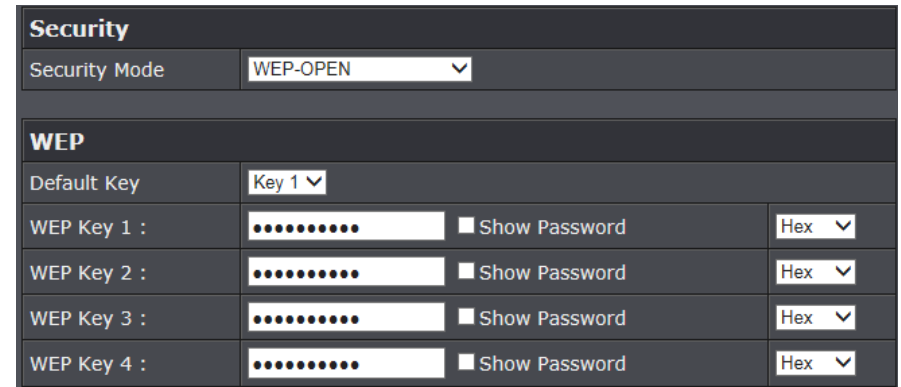 Security
Security Mode WEP-OPEN
WEP
Default Key Key 1
WEP Key 1 : •••••••••• Show Password Hex
WEP Key 2 : •••••••••• Show Password Hex
WEP Key 3 : •••••••••• Show Password Hex
WEP Key 4 : •••••••••• Show Password Hex